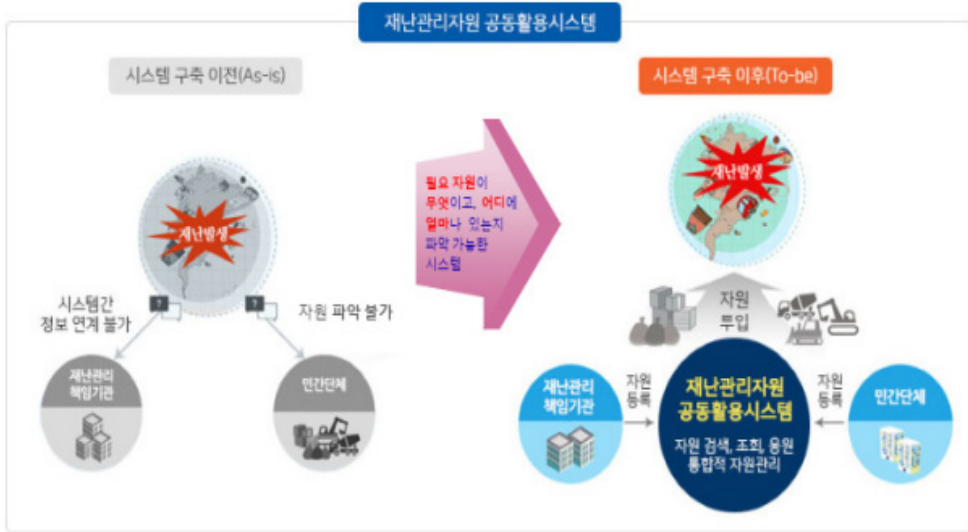 재난관리자원 공동활용시스템
시스템 구축 이전(As-is)
재난발생
?
?
시스템간
정보 연계 불가
자원 파악 불가
재난관리
책임기관
민간단체
필요 자원이
무엇이고, 어디에
얼마나 있는지
파악 가능한
시스템
시스템 구축 이후(To-be)
재난발생
자원
투입
재난관리
책임기관
자원
등록
재난관리자원
공동활용시스템
자원 검색, 조회, 응원
통합적 자원관리
자원
등록
민간단체